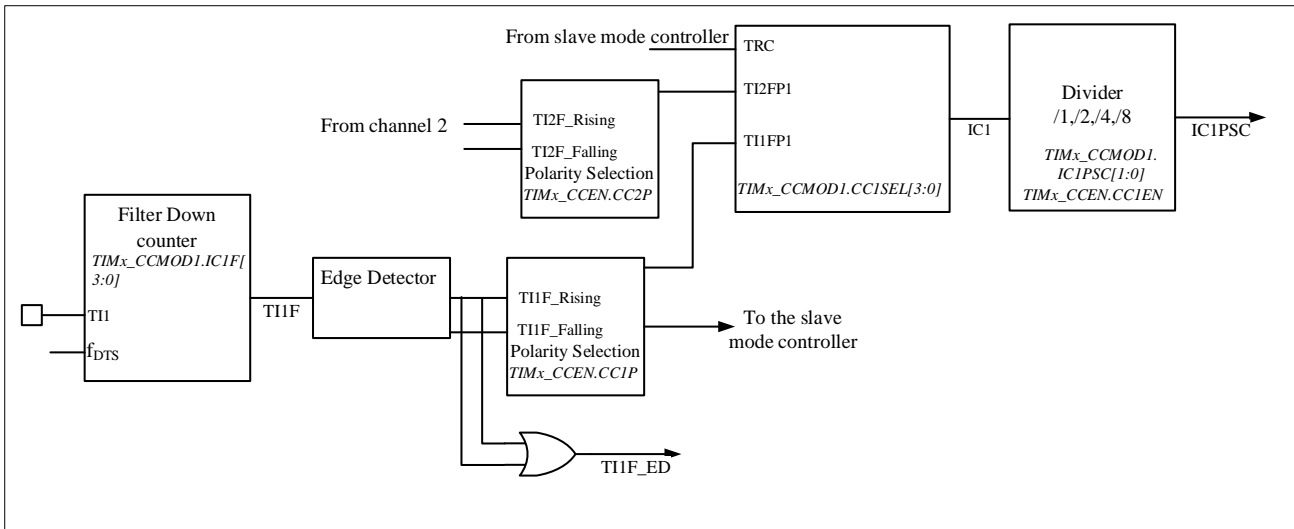 From slave mode controller
TRC
TI2FP1
TI1FP1
TIMx_CCMOD1.CC1SEL[3:0]
IC1
Divider
/1,/2,/4,/8
TIMx_CCMOD1.
IC1PSC[1:0]
TIMx_CCEN.CC1EN
IC1PSC
From channel 2
TI2F_Rising
TI2F_Falling
Polarity Selection
TIMx_CCEN.CC2P
Filter Down
counter
TIMx_CCMOD1.IC1F[
3:0]
TI1
fDTS
TI1F
Edge Detector
TI1F_Rising
TI1F_Falling
Polarity Selection
TIMx_CCEN.CC1P
To the slave
mode controller
TI1F_ED